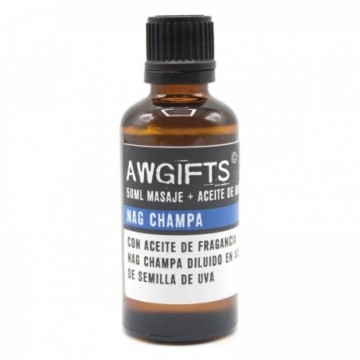 AWGIFTS©
50ML MASAJE + ACEITE DE
NAG CHAMPA
CON ACEITE DE FRAGANCIA
NAG CHAMPA DILUIDO EN
DE SEMILLA DE UVA